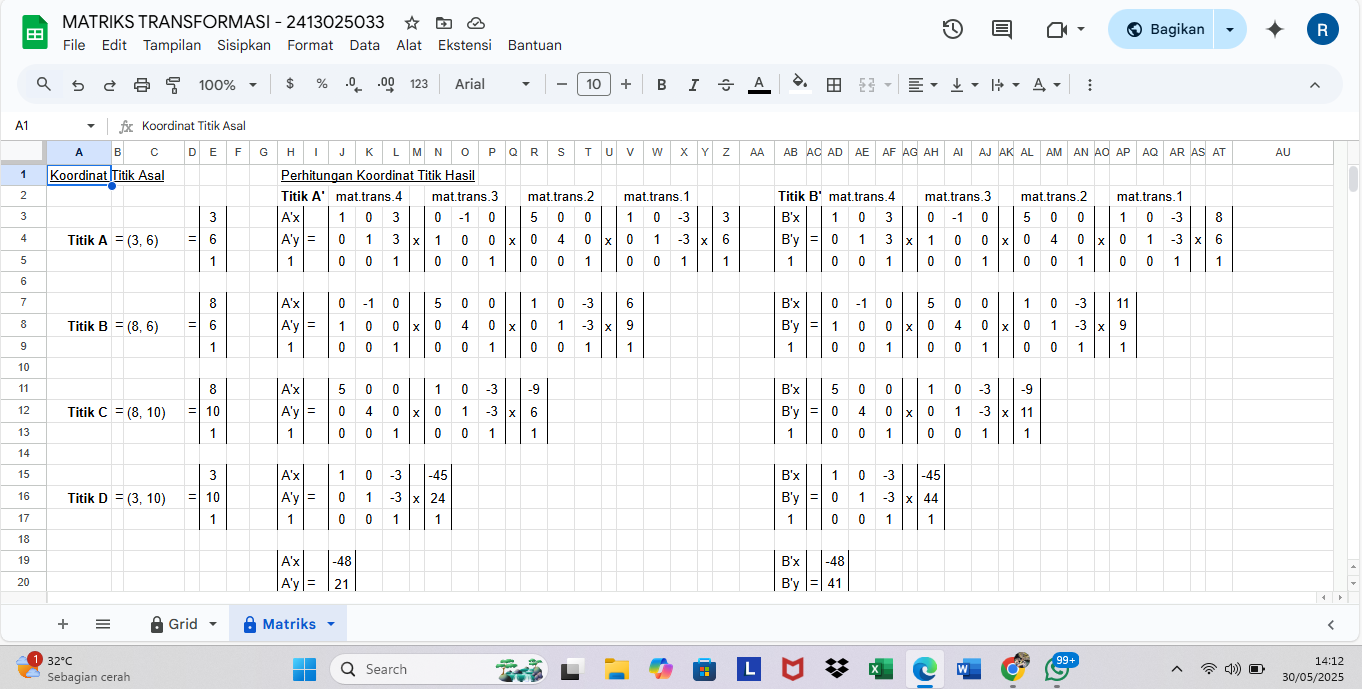 MATRIKS TRANSFORMASI - 2413025033
File Edit Tampilan Sisipkan Format Data Alat Ekstensi Bantuan
Bagikan
R
100% $ % .0 .00 123 Arial − 10 + B I S A
A1 fx Koordinat Titik Asal
A B C D E F G H I J K L M N O P Q R S T U V W X Y Z AA AB AC AD AE AF AG AH AI AJ AK AL AM AN AO AP AQ AR AS AT AU
1 Koordinat Titik Asal Perhitungan Koordinat Titik Hasil
2 Titik A' mat.trans.4 mat.trans.3 mat.trans.2 mat.trans.1 Titik B' mat.trans.4 mat.trans.3 mat.trans.2 mat.trans.1
3 3 A'x 1 0 3 0 -1 0 5 0 0 1 0 -3 3 B'x 1 0 3 0 -1 0 5 0 0 1 0 -3 8
4 Titik A = (3, 6) = 6 A'y = 0 1 3 x 1 0 0 x 0 4 0 x 0 1 -3 x 6 B'y = 0 1 3 x 1 0 0 x 0 4 0 x 0 1 -3 x 6
5 1 1 0 0 1 0 0 1 0 0 1 0 0 1 1 1 0 0 1 0 0 1 0 0 1 0 0 1 1
6
7 8 A'x 0 -1 0 5 0 0 1 0 -3 6 B'x 0 -1 0 5 0 0 1 0 -3 11
8 Titik B = (8, 6) = 6 A'y = 1 0 0 x 0 4 0 x 0 1 -3 x 9 B'y = 1 0 0 x 0 4 0 x 0 1 -3 x 9
9 1 1 0 0 1 0 0 1 0 0 1 1 1 0 0 1 0 0 1 0 0 1 1
10
11 8 A'x 5 0 0 1 0 -3 -9 B'x 5 0 0 1 0 -3 -9
12 Titik C = (8, 10) = 10 A'y = 0 4 0 x 0 1 -3 x 6 B'y = 0 4 0 x 0 1 -3 x 11
13 1 1 0 0 1 0 0 1 1 1 0 0 1 0 0 1 1
14
15 3 A'x 1 0 -3 -45 B'x 1 0 -3 -45
16 Titik D = (3, 10) = 10 A'y = 0 1 -3 x 24 B'y = 0 1 -3 x 44
17 1 1 0 0 1 1 1 0 0 1 1
18
19 A'x -48 B'x -48
20 A'y = 21 B'y = 41
+ Grid Matriks
1 32°C
Sebagian cerah
Search
L
99+
14:12
30/05/2025